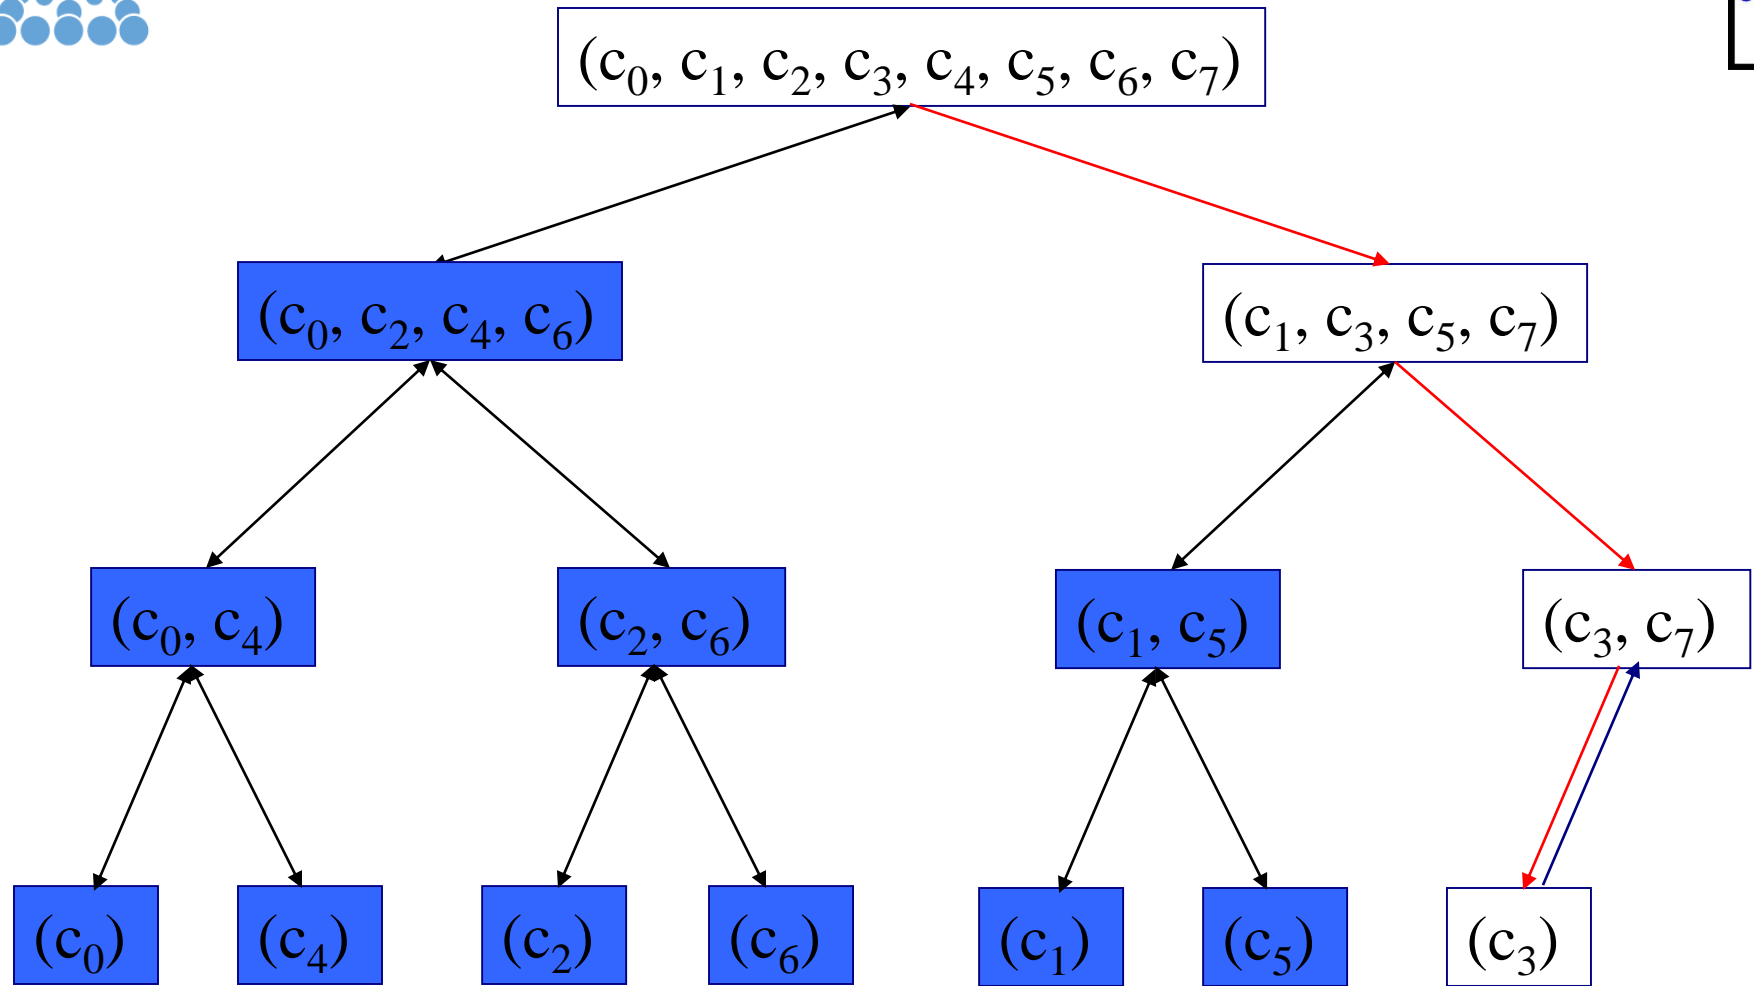 (c₀, c₁, c₂, c₃, c₄, c₅, c₆, c₇)
(c₀, c₂, c₄, c₆)
(c₁, c₃, c₅, c₇)
(c₀, c₄)
(c₂, c₆)
(c₁, c₅)
(c₃, c₇)
(c₀)
(c₄)
(c₂)
(c₆)
(c₁)
(c₅)
(c₃)